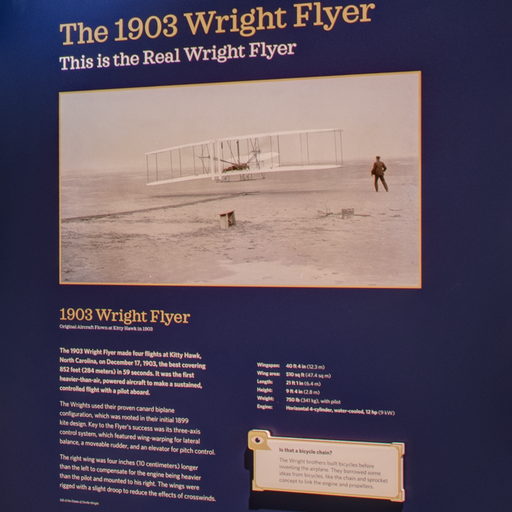 The 1903 Wright Flyer
This is the Real Wright Flyer
1903 Wright Flyer
Original Aircraft Flown at Kitty Hawk in 1903
The 1903 Wright Flyer made four flights at Kitty Hawk,
North Carolina, on December 17, 1903, the best covering
852 feet (284 meters) in 59 seconds. It was the first
heavier-than-air, powered aircraft to make a sustained,
controlled flight with a pilot aboard.
The Wrights used their proven canard biplane
configuration, which was rooted in their initial 1899
kite design. Key to the Flyer's success was its three-axis
control system, which featured wing-warping for lateral
balance, a moveable rudder, and an elevator for pitch control.
The right wing was four inches (10 centimeters) longer
than the left to compensate for the engine being heavier
than the pilot and mounted to his right. The wings were
rigged with a slight droop to reduce the effects of crosswinds.
Wingspan: 40 ft 4 in (12.3 m)
Wing area: 510 sq ft (47.4 sq m)
Length: 21 ft 1 in (6.4 m)
Height: 9 ft 4 in (2.8 m)
Weight: 750 lb (341 kg), with pilot
Engine: Horizontal 4-cylinder, water-cooled, 12 hp (9 kW)
Is that a bicycle chain?
The Wright brothers built bicycles before
inventing the airplane. They borrowed some
ideas from bicycles, like the chain and sprocket
concept to link the engine and propellers.